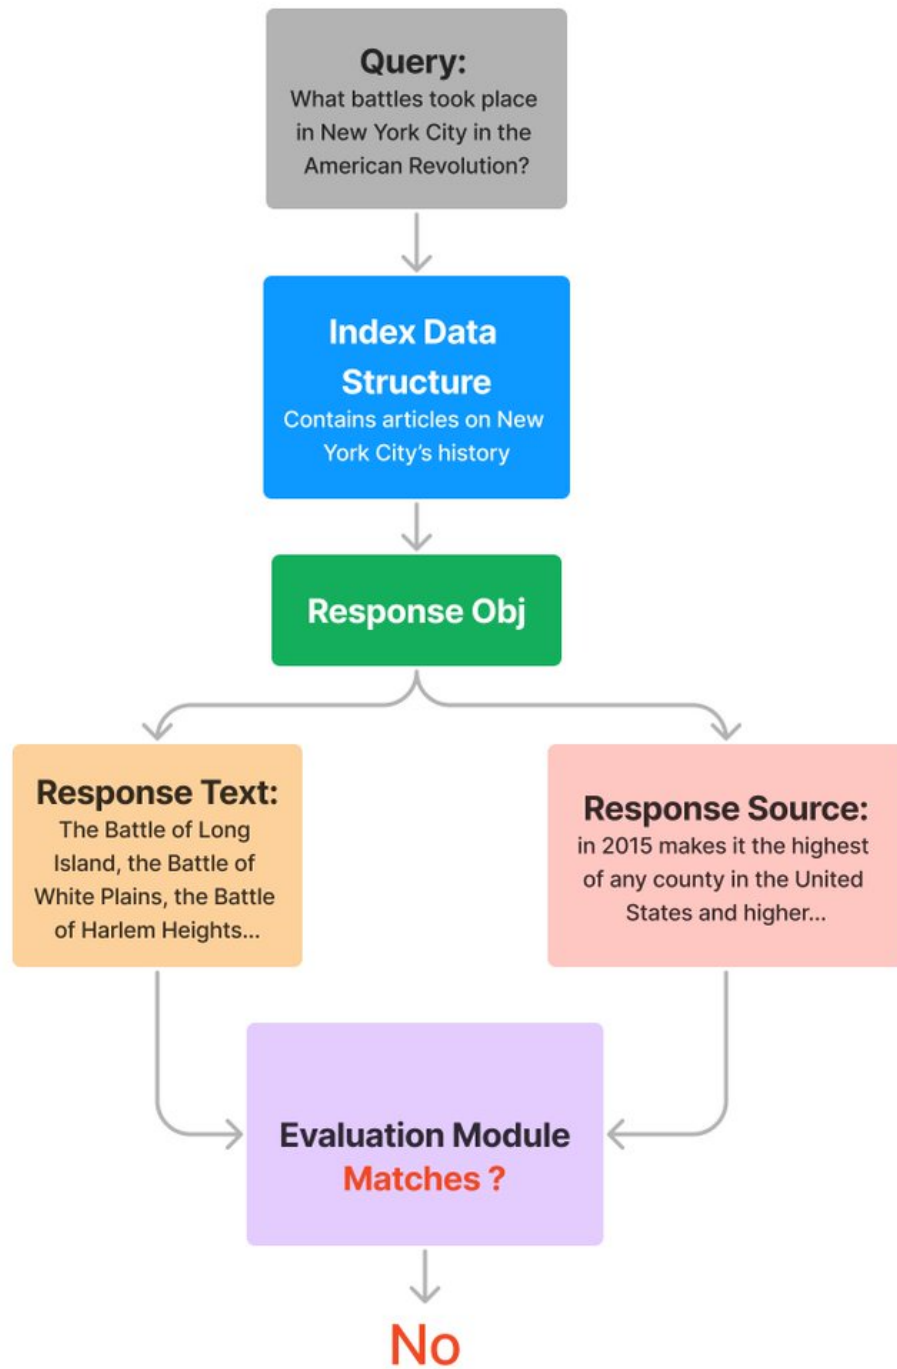 Query:
What battles took place
in New York City in the
American Revolution?
Index Data
Structure
Contains articles on New
York City's history
Response Obj
Response Text:
The Battle of Long
Island, the Battle of
White Plains, the Battle
of Harlem Heights...
Response Source:
in 2015 makes it the highest
of any county in the United
States and higher...
Evaluation Module
Matches ?
No